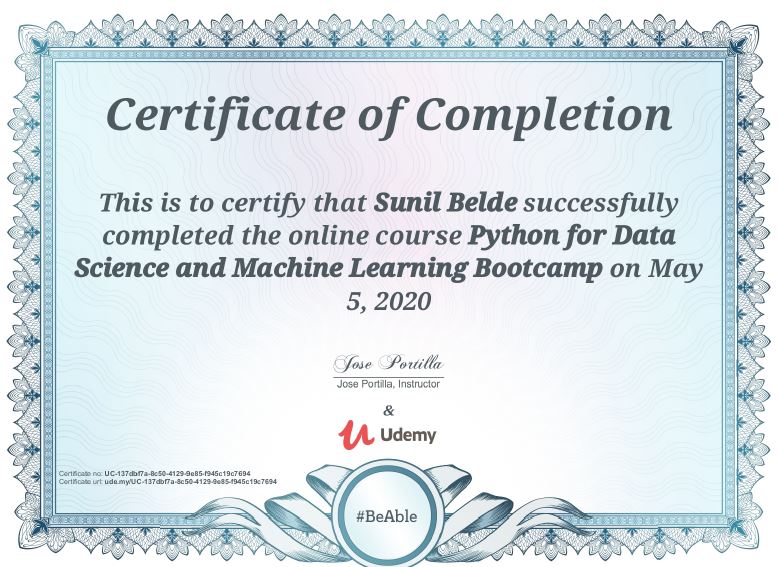 Certificate of Completion
This is to certify that Sunil Belde successfully
completed the online course Python for Data
Science and Machine Learning Bootcamp on May
5, 2020
Jose Portilla
Jose Portilla, Instructor
&
Udemy
Certificate no: UC-137dbf7a-8c50-4129-9e85-f945c19c7694
Certificate url: ude.my/UC-137dbf7a-8c50-4129-9e85-f945c19c7694
#BeAble